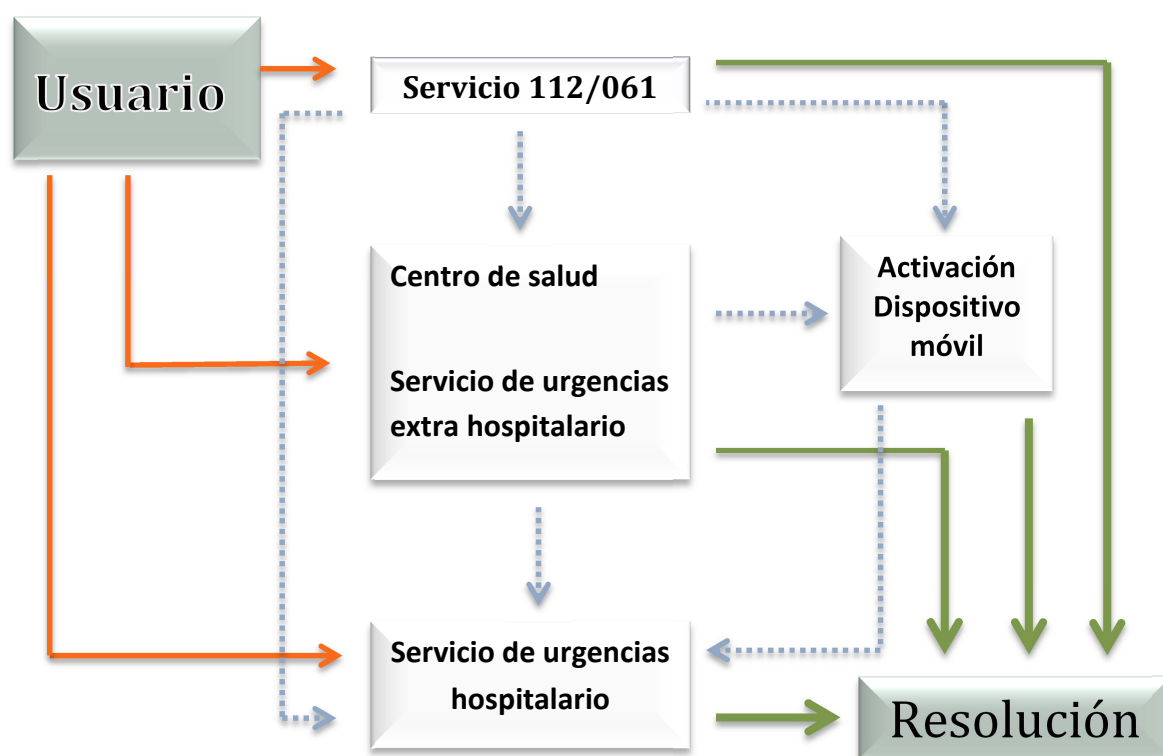 Usuario
Servicio 112/061
Centro de salud
Servicio de urgencias
extra hospitalario
Activación
Dispositivo
móvil
Servicio de urgencias
hospitalario
Resolución